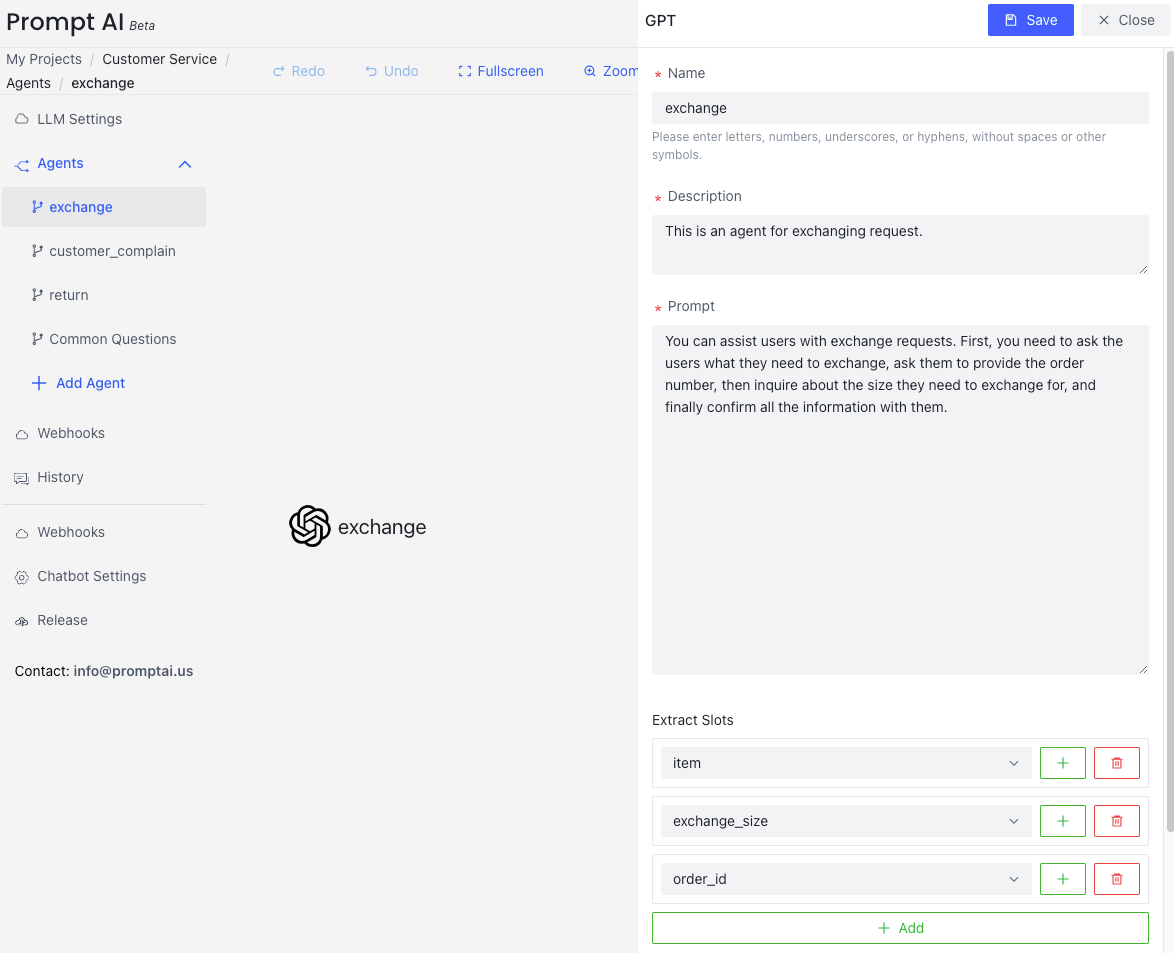 Prompt AI Beta
My Projects / Customer Service /
Agents / exchange
Redo
Undo
Fullscreen
Zoom
LLM Settings
Agents
exchange
customer_complain
return
Common Questions
Add Agent
Webhooks
History
Webhooks
Chatbot Settings
Release
Contact: info@promptai.us
exchange
GPT
Save
Close
* Name
exchange
Please enter letters, numbers, underscores, or hyphens, without spaces or other
symbols.
* Description
This is an agent for exchanging request.
* Prompt
You can assist users with exchange requests. First, you need to ask the
users what they need to exchange, ask them to provide the order
number, then inquire about the size they need to exchange for, and
finally confirm all the information with them.
Extract Slots
item
exchange_size
order_id
Add